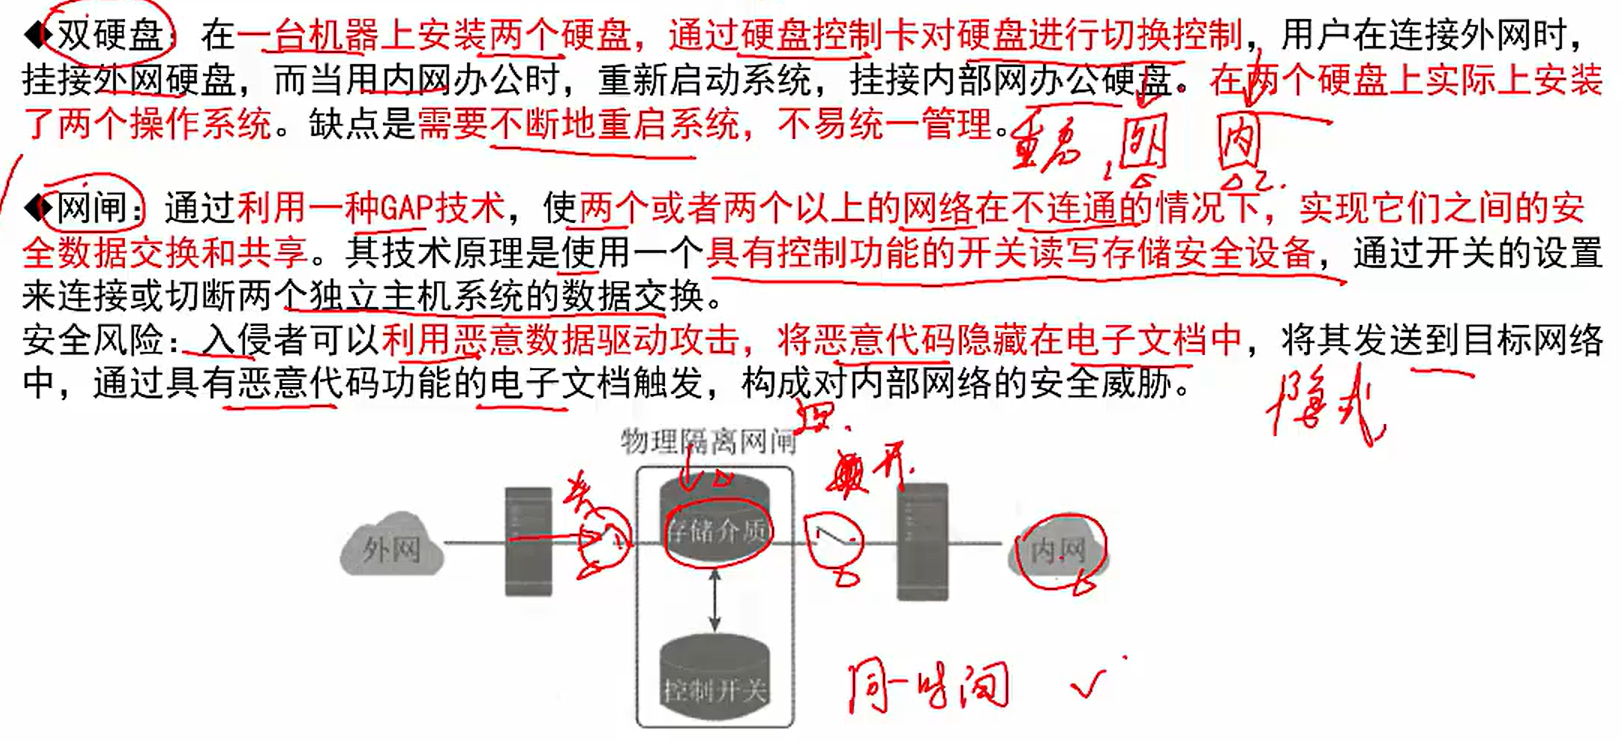 ◆双硬盘：在一台机器上安装两个硬盘，通过硬盘控制卡对硬盘进行切换控制，用户在连接外网时，
挂接外网硬盘，而当用内网办公时，重新启动系统，挂接内部网办公硬盘。在两个硬盘上实际上安装
了两个操作系统。缺点是需要不断地重启系统，不易统一管理。
外 内
◆网闸：通过利用一种GAP技术，使两个或者两个以上的网络在不连通的情况下，实现它们之间的安
全数据交换和共享。其技术原理是使用一个具有控制功能的开关读写存储安全设备，通过开关的设置
来连接或切断两个独立主机系统的数据交换。
安全风险：入侵者可以利用恶意数据驱动攻击，将恶意代码隐藏在电子文档中，将其发送到目标网络
中，通过具有恶意代码功能的电子文档触发，构成对内部网络的安全威胁。
物理隔离网闸
外网
存储介质
内网
控制开关
同一时间